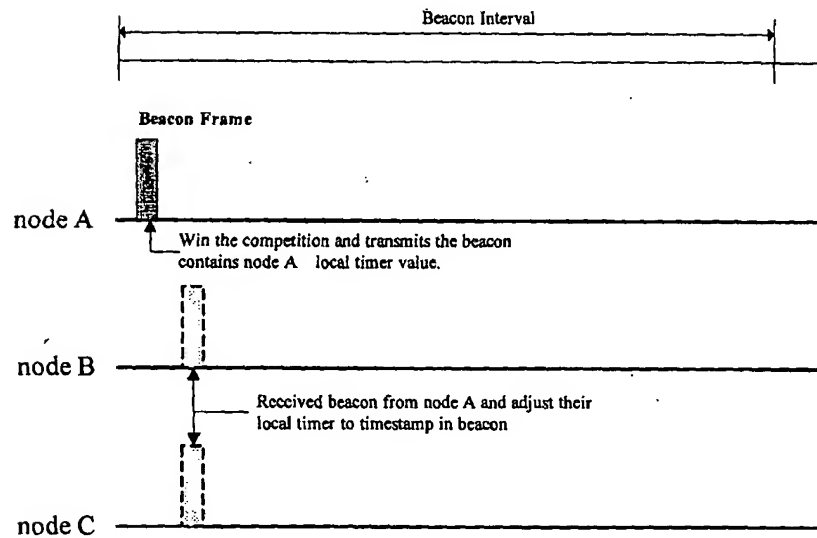 Beacon Interval
Beacon Frame
node A
Win the competition and transmits the beacon
contains node A local timer value.
node B
Received beacon from node A and adjust their
local timer to timestamp in beacon
node C